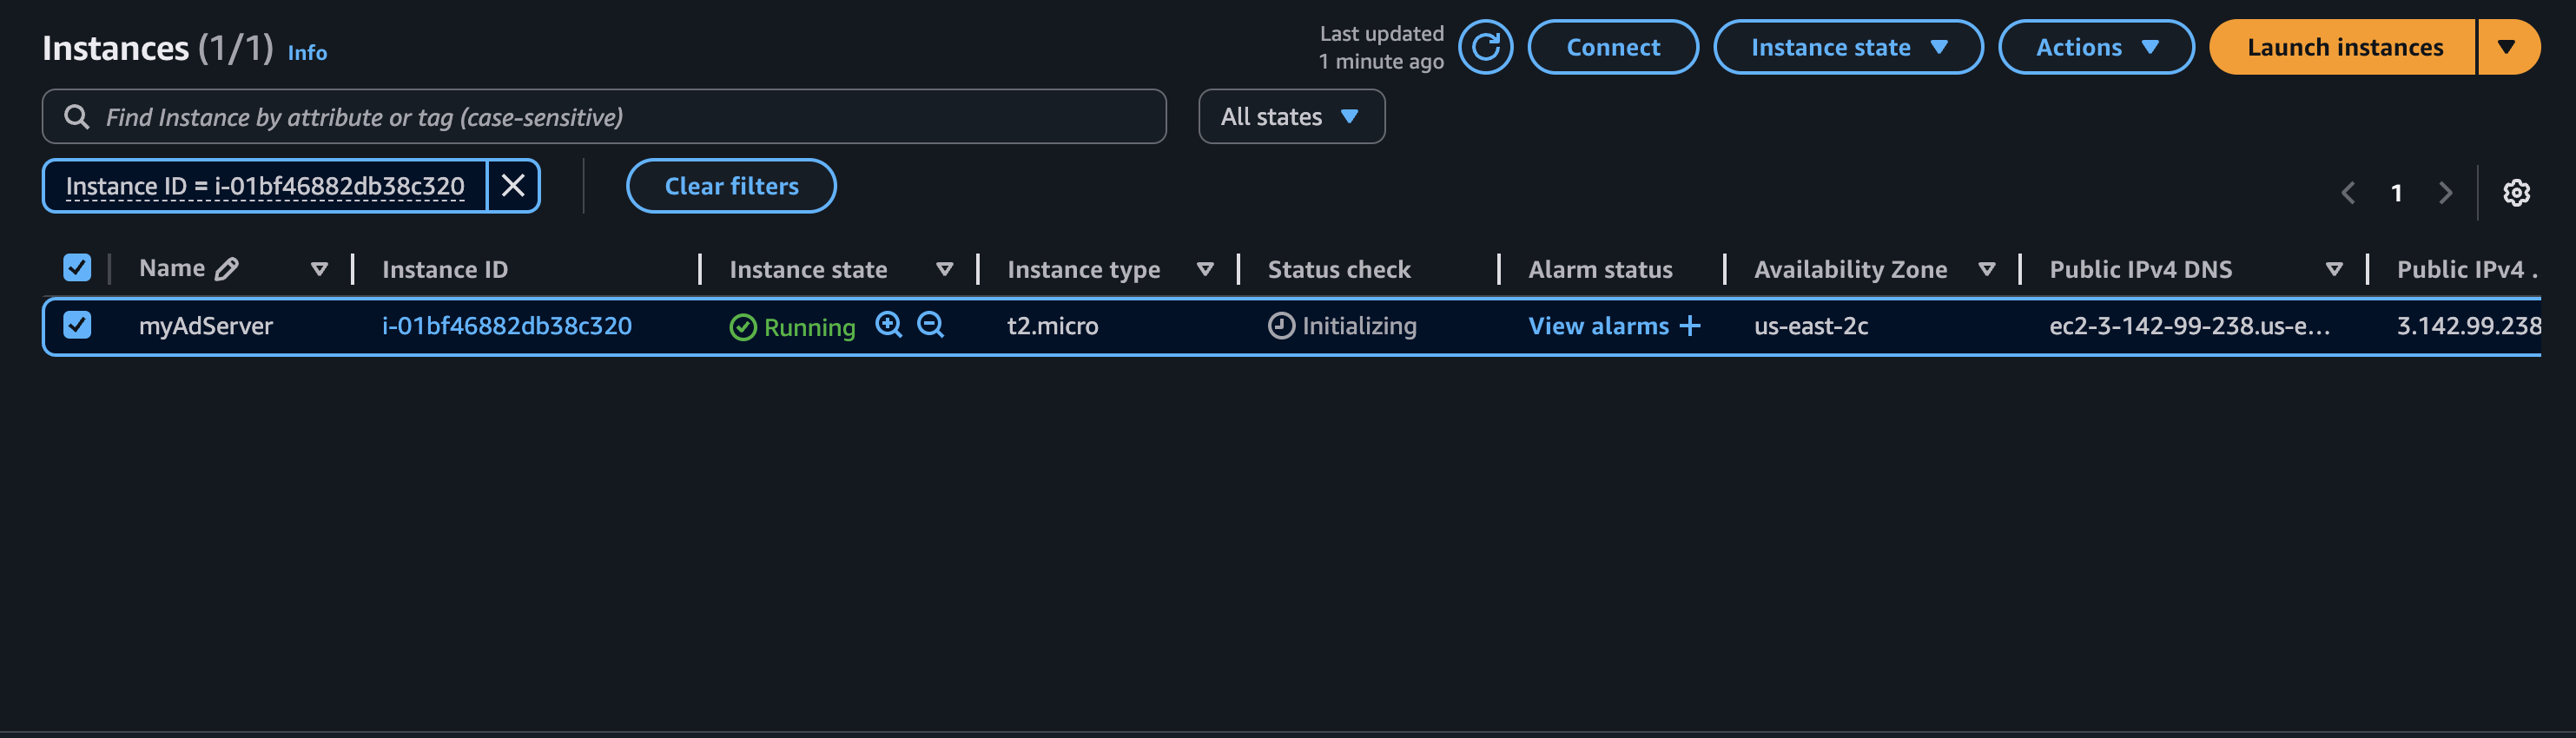 Instances (1/1) Info
Last updated
1 minute ago
Connect
Instance state
Actions
Launch instances
Find Instance by attribute or tag (case-sensitive)
All states
Instance ID = i-01bf46882db38c320
Clear filters
1
Name Instance ID Instance state Instance type Status check Alarm status Availability Zone Public IPv4 DNS Public IPv4 .
myAdServer i-01bf46882db38c320 Running t2.micro Initializing View alarms + us-east-2c ec2-3-142-99-238.us-e... 3.142.99.238